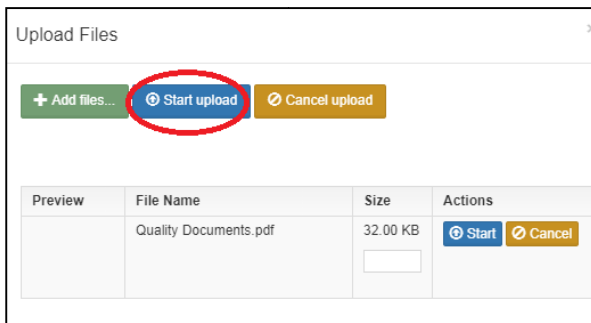 Upload Files
Add files... Start upload Cancel upload
Preview File Name Size Actions
Quality Documents.pdf 32.00 KB Start Cancel